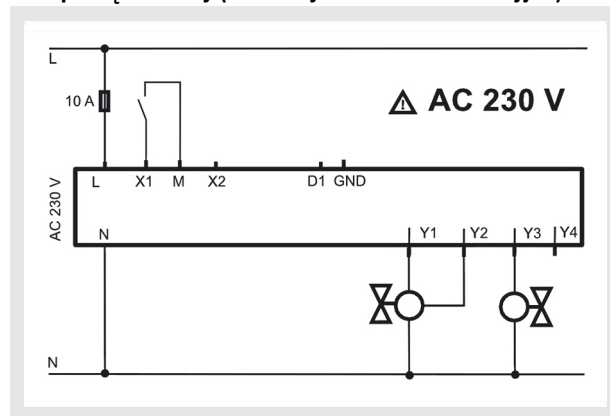 L
10 A
AC 230 V
AC 230 V
L X1 M X2 D1 GND
N Y1 Y2 Y3 Y4
N